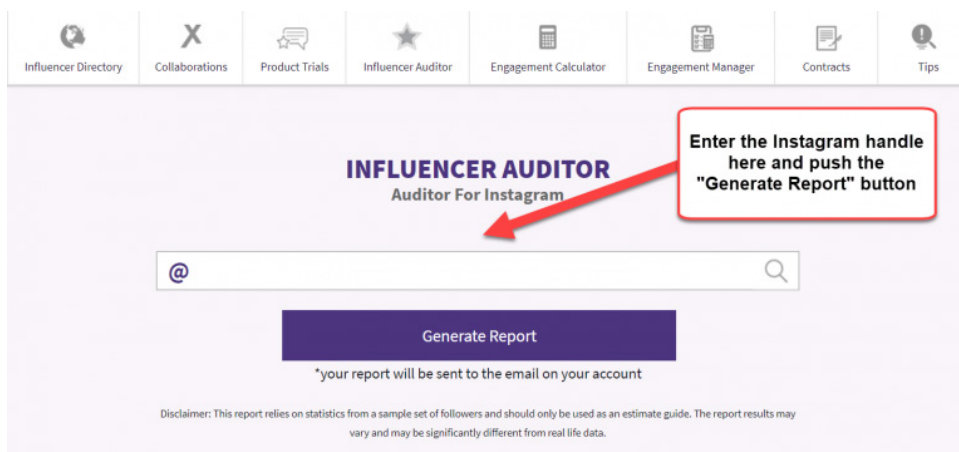 Influencer Directory
Collaborations
Product Trials
Influencer Auditor
Engagement Calculator
Engagement Manager
Contracts
Tips
Enter the Instagram handle
here and push the
"Generate Report" button
INFLUENCER AUDITOR
Auditor For Instagram
@
Generate Report
*your report will be sent to the email on your account
Disclaimer: This report relies on statistics from a sample set of followers and should only be used as an estimate guide. The report results may
vary and may be significantly different from real life data.